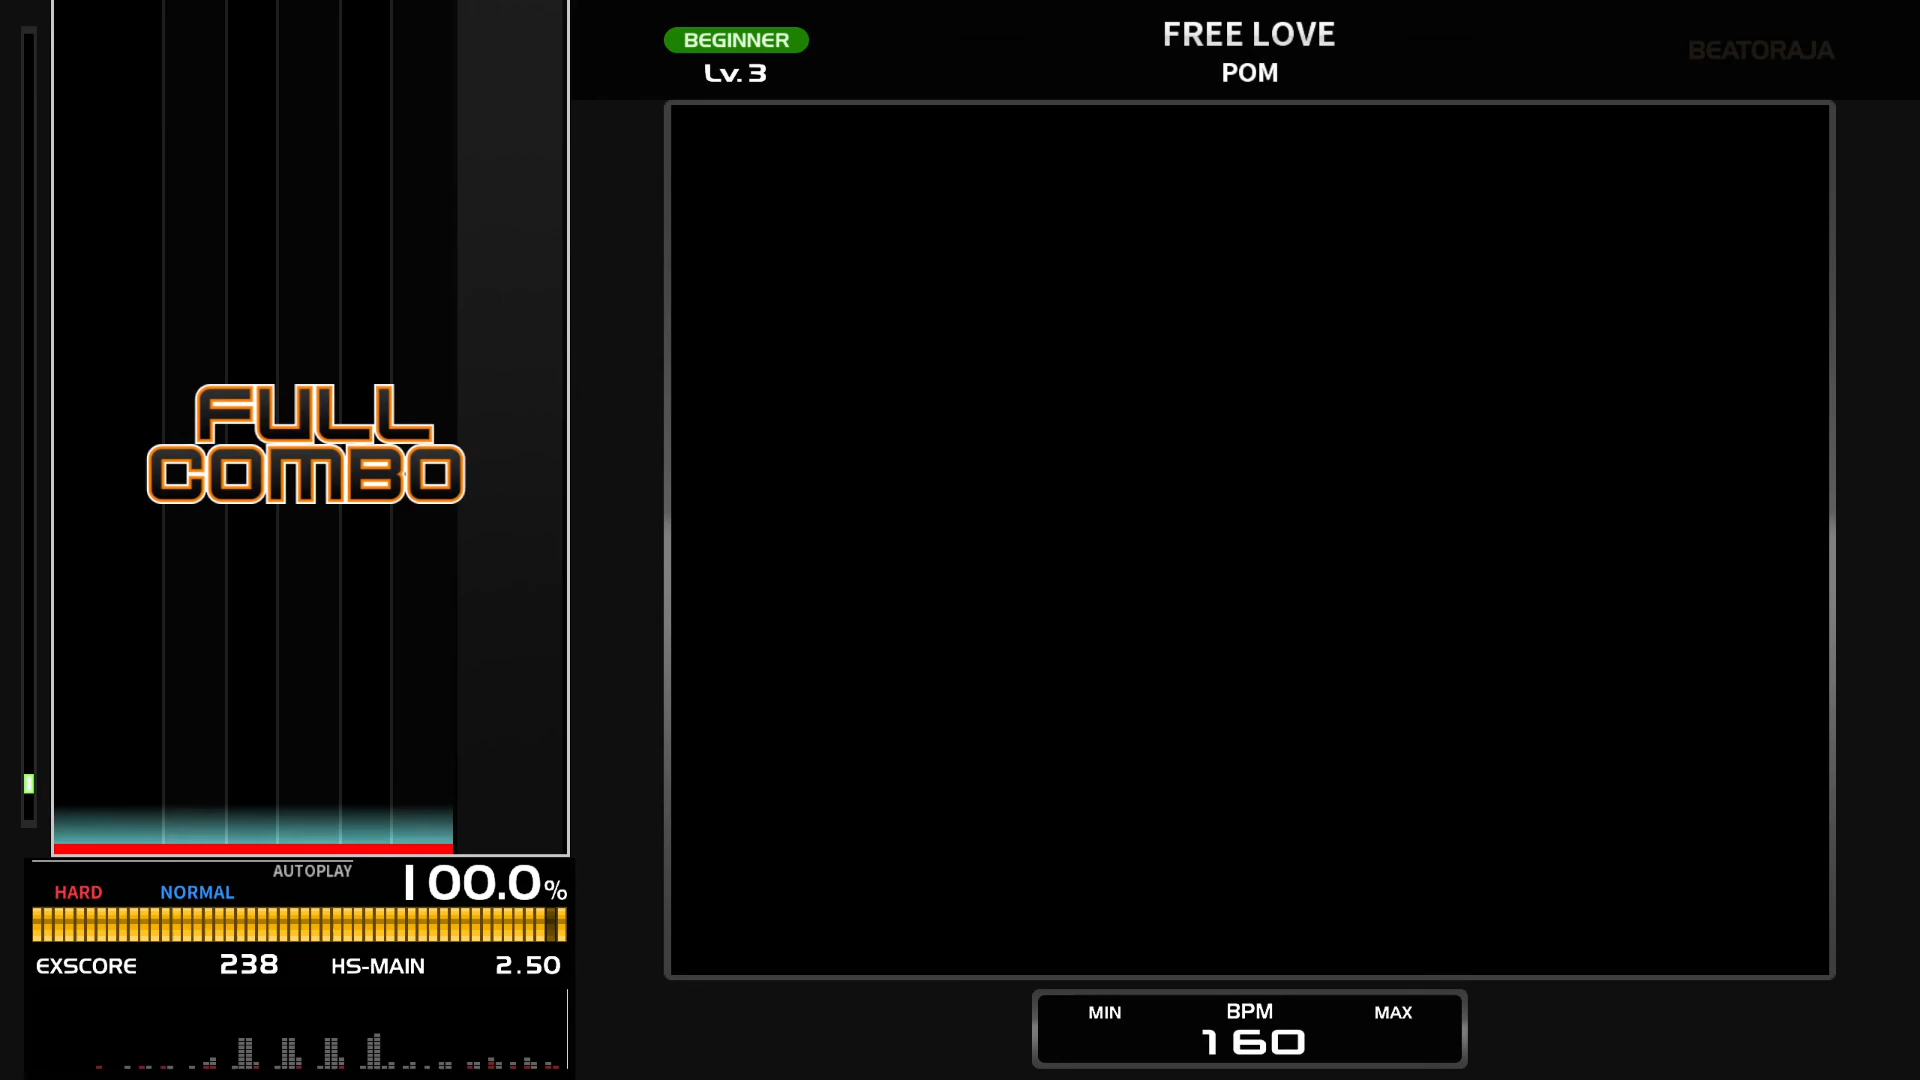 BEGINNER
Lv. 3
FREE LOVE
POM
BEATORAJA
FULL
COMBO
AUTOPLAY
HARD NORMAL 100.0%
EXSCORE 238 HS-MAIN 2.50
MIN BPM MAX
160